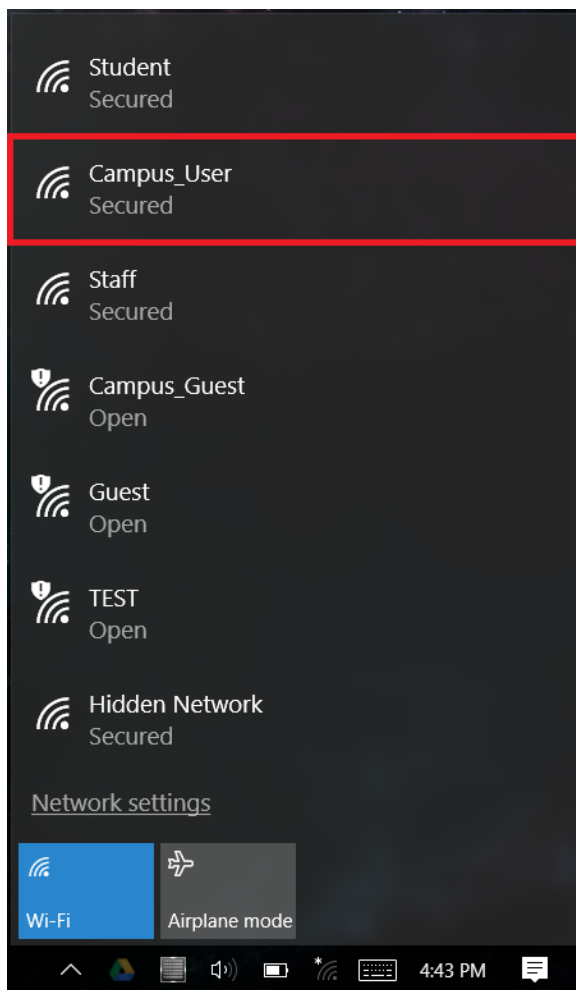 Student
Secured
Campus_User
Secured
Staff
Secured
Campus_Guest
Open
Guest
Open
TEST
Open
Hidden Network
Secured
Network settings
Wi-Fi
Airplane mode
4:43 PM